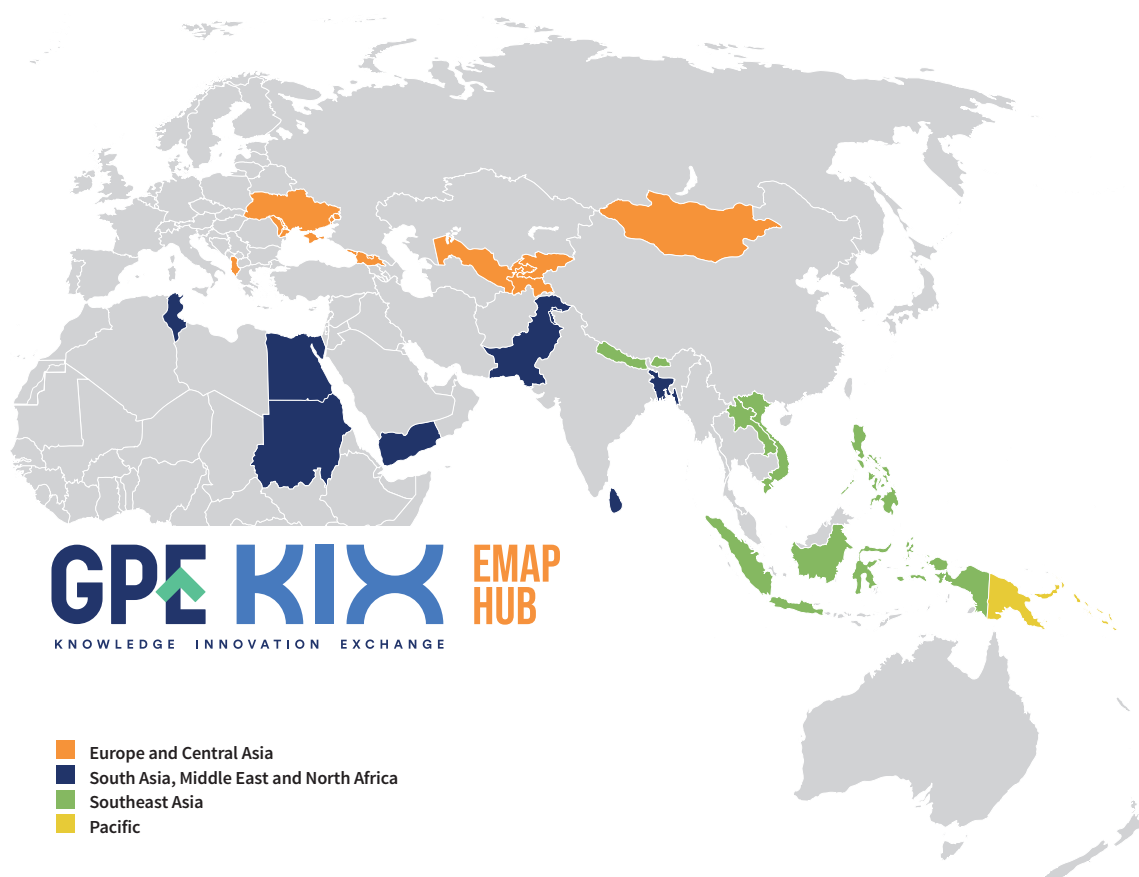 GPE KIX EMAP
HUB
KNOWLEDGE INNOVATION EXCHANGE
Europe and Central Asia
South Asia, Middle East and North Africa
Southeast Asia
Pacific